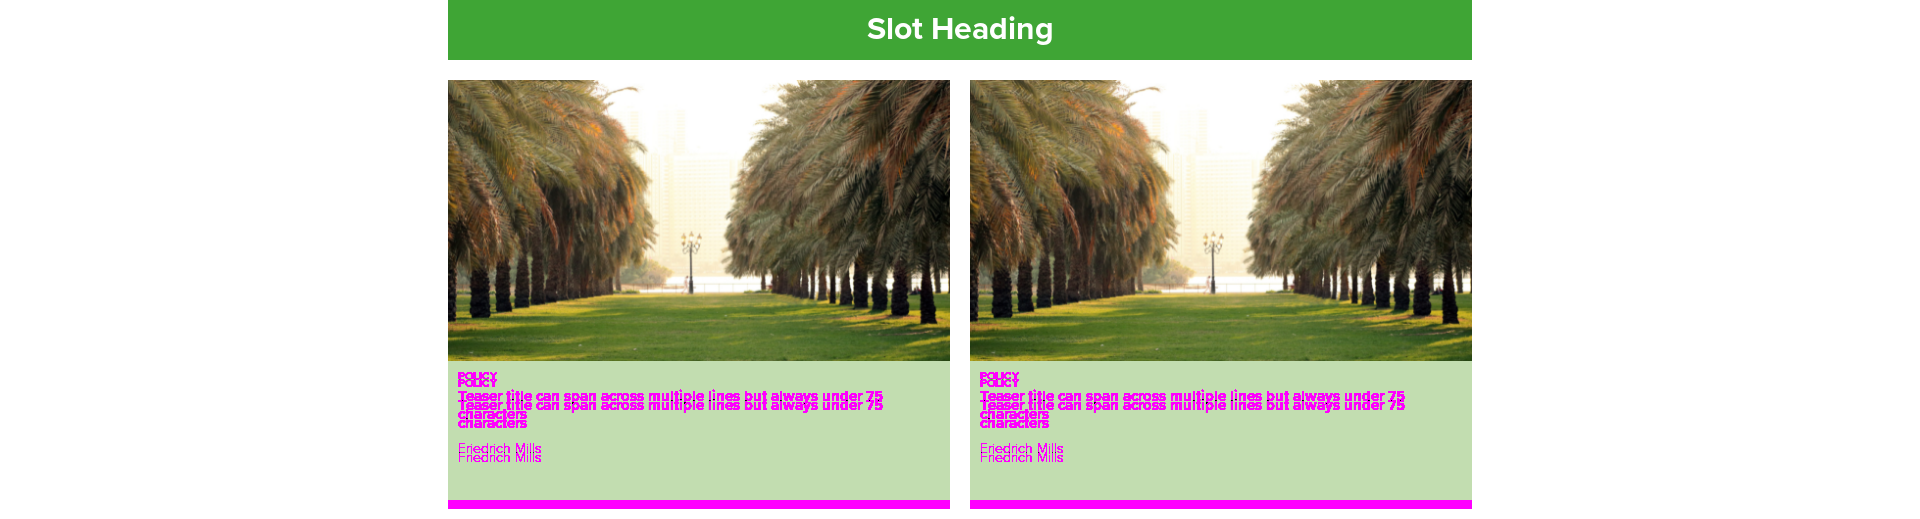 Slot Heading
POLICY
Teaser title can span across multiple lines but always under 75
characters
Friedrich Mills
POLICY
Teaser title can span across multiple lines but always under 75
characters
Friedrich Mills